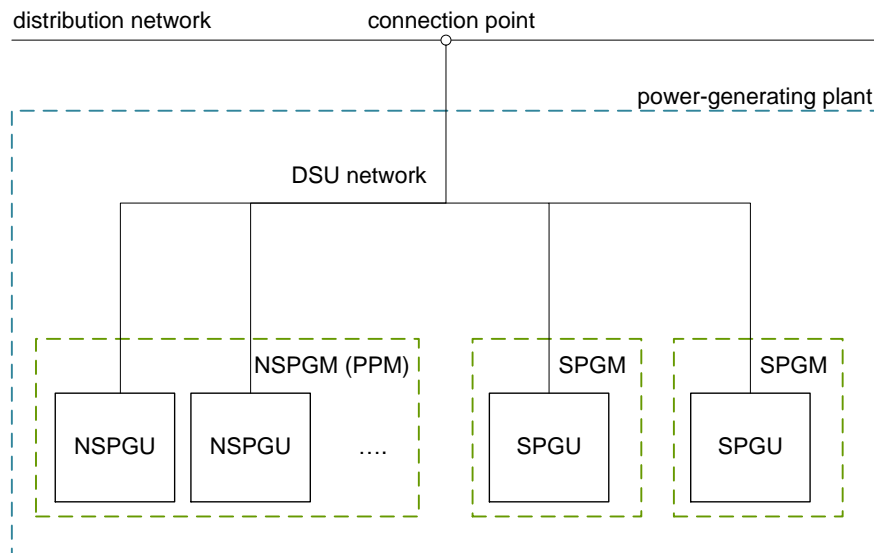 distribution network
connection point
power-generating plant
DSU network
NSPGM (PPM)
SPGM
SPGM
NSPGU
NSPGU
....
SPGU
SPGU